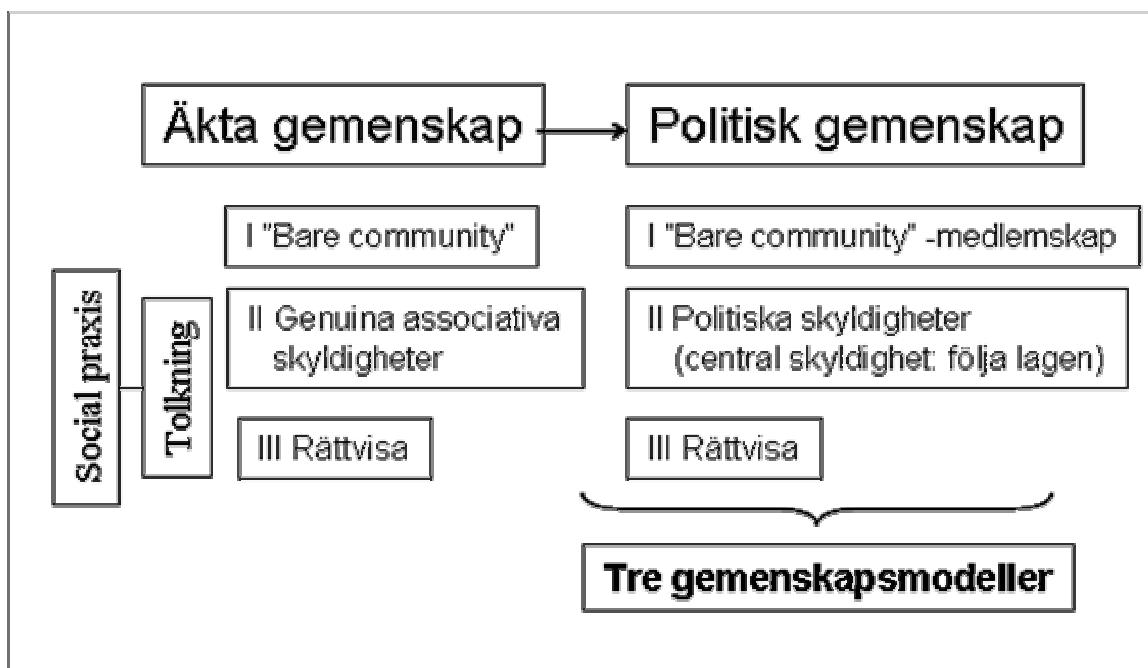 Äkta gemenskap
Politisk gemenskap
I "Bare community"
I "Bare community" -medlemskap
Social praxis
Tolkning
II Genuina associativa
skyldigheter
II Politiska skyldigheter
(central skyldighet: följa lagen)
III Rättvisa
III Rättvisa
Tre gemenskapsmodeller